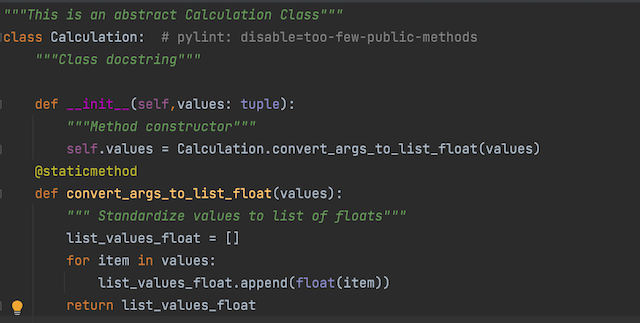 """This is an abstract Calculation Class"""
class Calculation:  # pylint: disable=too-few-public-methods
    """Class docstring"""
    def __init__(self,values: tuple):
        """Method constructor"""
        self.values = Calculation.convert_args_to_list_float(values)
    @staticmethod
    def convert_args_to_list_float(values):
        """ Standardize values to list of floats"""
        list_values_float = []
        for item in values:
            list_values_float.append(float(item))
        return list_values_float